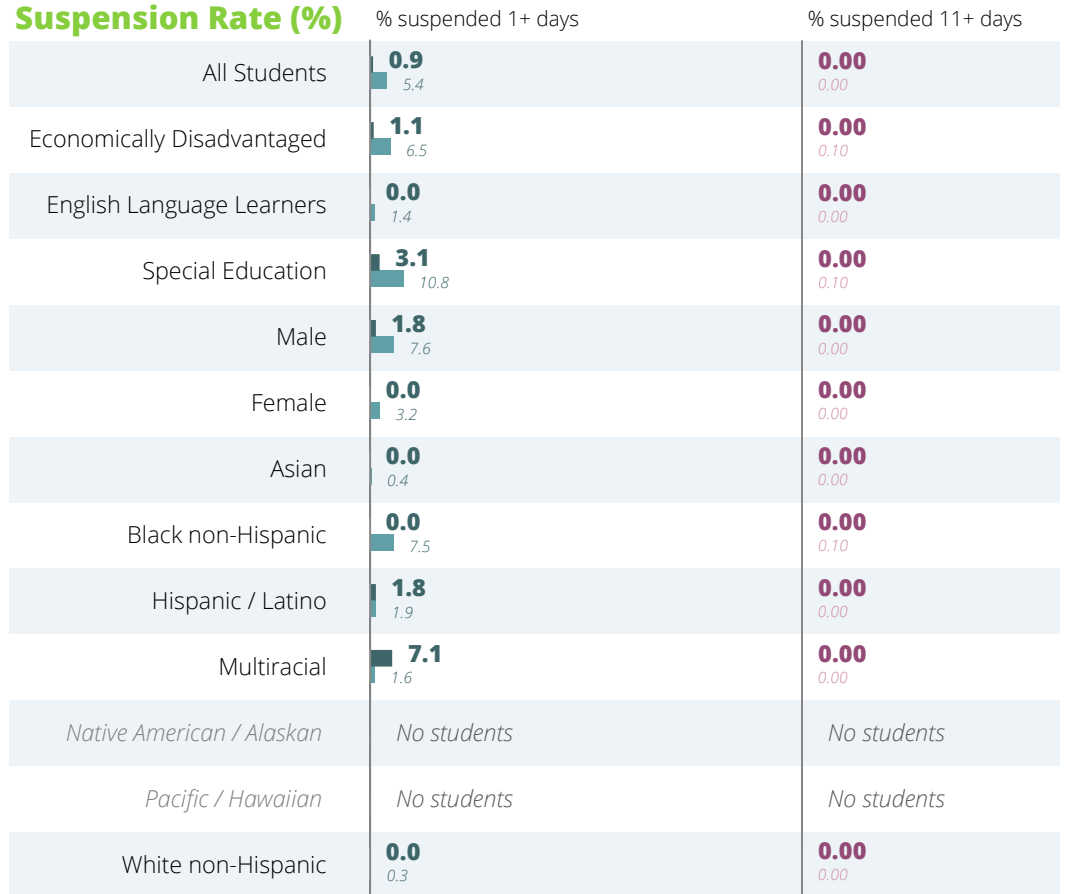 Suspension Rate (%) % suspended 1+ days % suspended 11+ days
All Students 0.9 0.00
5.4 0.00
Economically Disadvantaged 1.1 0.00
6.5 0.10
English Language Learners 0.0 0.00
1.4 0.00
Special Education 3.1 0.00
10.8 0.10
Male 1.8 0.00
7.6 0.00
Female 0.0 0.00
3.2 0.00
Asian 0.0 0.00
0.4 0.00
Black non-Hispanic 0.0 0.00
7.5 0.10
Hispanic / Latino 1.8 0.00
1.9 0.00
Multiracial 7.1 0.00
1.6 0.00
Native American / Alaskan No students No students
Pacific / Hawaiian No students No students
White non-Hispanic 0.0 0.00
0.3 0.00